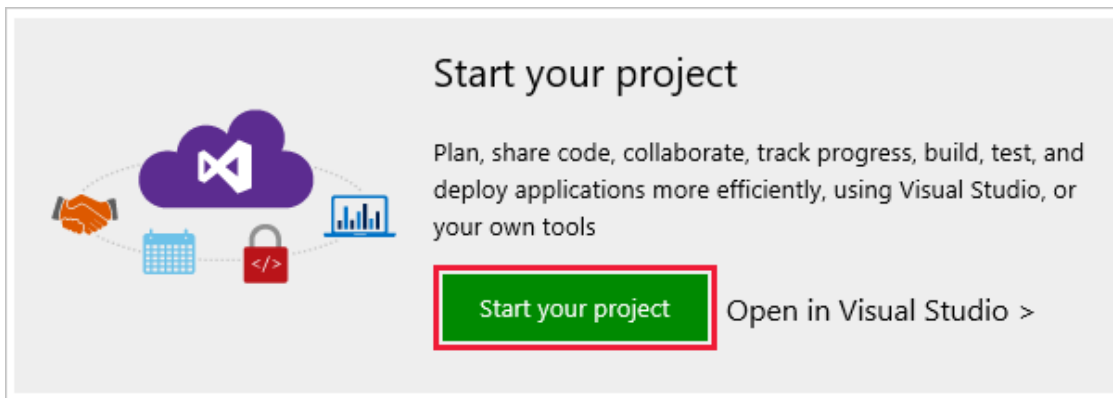 Start your project
Plan, share code, collaborate, track progress, build, test, and
deploy applications more efficiently, using Visual Studio, or
your own tools
</>
Start your project
Open in Visual Studio >